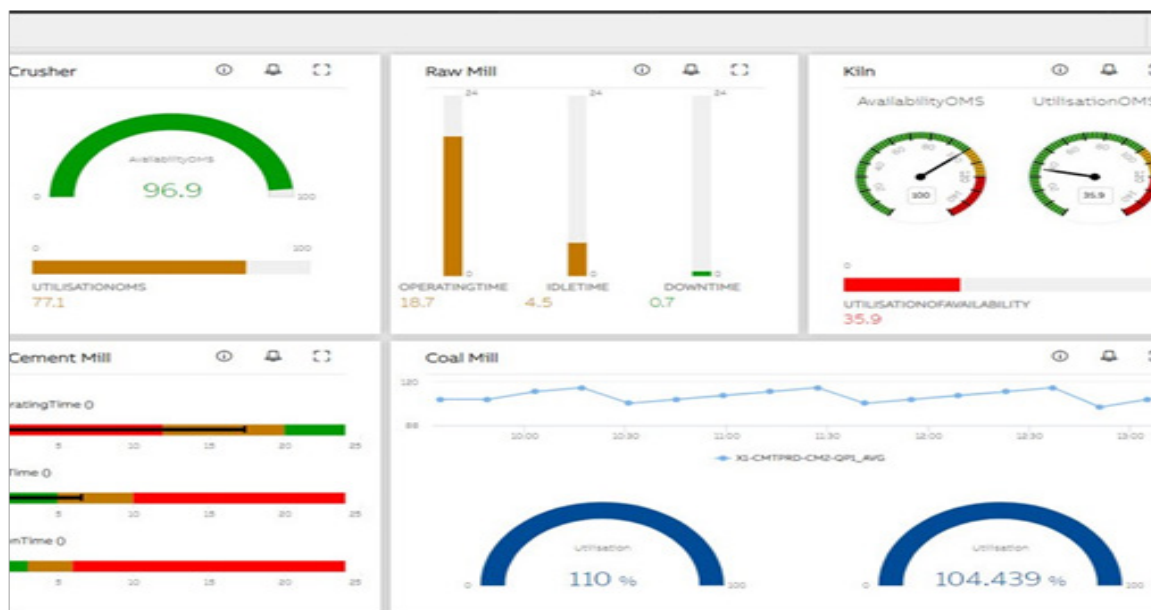 Crusher
AvailabilityOMS
96.9
0
100
0
100
UTILISATIONOMS
77.1
Raw Mill
24
24
24
0
0
0
OPERATINGTIME
IDLETIME
DOWNTIME
18.7
4.5
0.7
Kiln
AvailabilityOMS
UtilisationOMS
100
35.9
0
UTILISATIONOFAVAILABILITY
35.9
Cement Mill
ratingTime ()
5 10 15 20 25
Time ()
5 10 15 20 25
nTime ()
5 10 15 20 25
Coal Mill
120
88
10:00 10:30 11:00 11:30 12:00 12:30 13:00
X1-CMTPRD-CM2-QP1_AVG
Utilisation
110 %
0
100
Utilisation
104.439 %
0
100